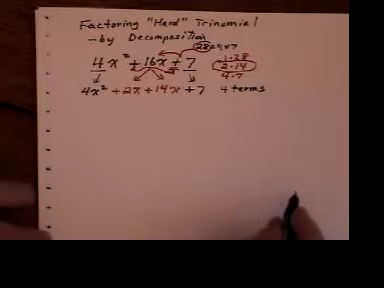 Factoring "Hard" Trinomial
- by Decomposition
28 = 4x7
4x² + 16x + 7
1·28
2·14
4·7
4x² + 2x + 14x + 7 4 terms